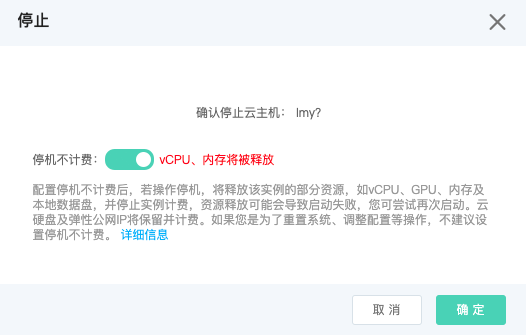 停止
确认停止云主机： lmy?
停机不计费： vCPU、内存将被释放
配置停机不计费后，若操作停机，将释放该实例的部分资源，如vCPU、GPU、内存及
本地数据盘，并停止实例计费，资源释放可能会导致启动失败，您可尝试再次启动。云
硬盘及弹性公网IP将保留并计费。如果您是为了重置系统、调整配置等操作，不建议设
置停机不计费。 详细信息
取 消 确 定